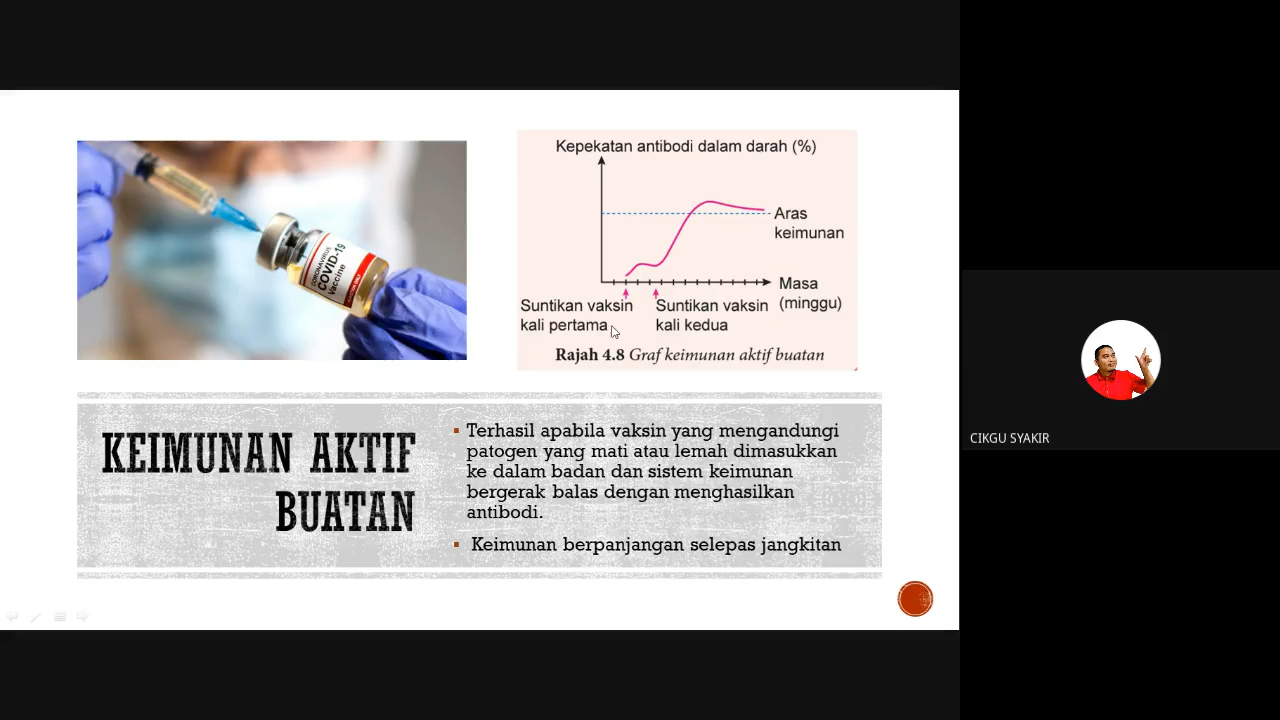 CORONAVIRUS
COVID-19
Vaccine
Kepekatan antibodi dalam darah (%)
Aras
keimunan
Masa
(minggu)
Suntikan vaksin
kali pertama
Suntikan vaksin
kali kedua
Rajah 4.8 Graf keimunan aktif buatan
KEIMUNAN AKTIF
BUATAN
Terhasil apabila vaksin yang mengandungi
patogen yang mati atau lemah dimasukkan
ke dalam badan dan sistem keimunan
bergerak balas dengan menghasilkan
antibodi.
Keimunan berpanjangan selepas jangkitan
CIKGU SYAKIR